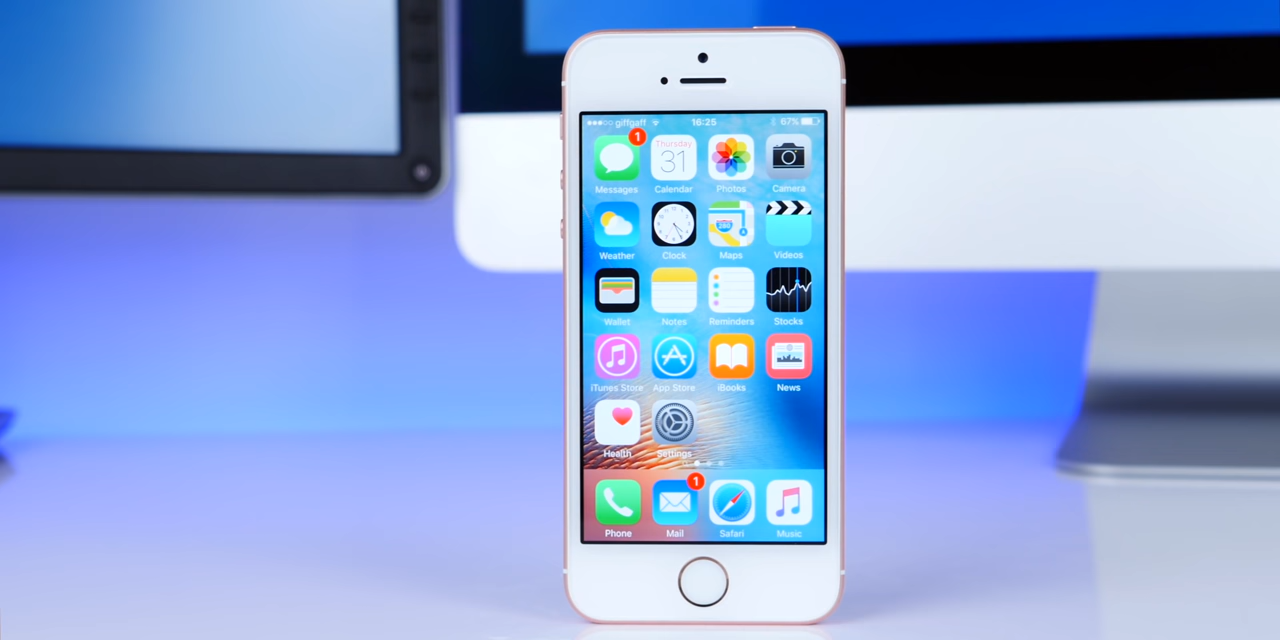 giffgaff 16:25 67%
1
Thursday
31
Messages Calendar Photos Camera
280
Weather Clock Maps Videos
Wallet Notes Reminders Stocks
iTunes Store App Store iBooks News
Health Settings
1
Phone Mail Safari Music